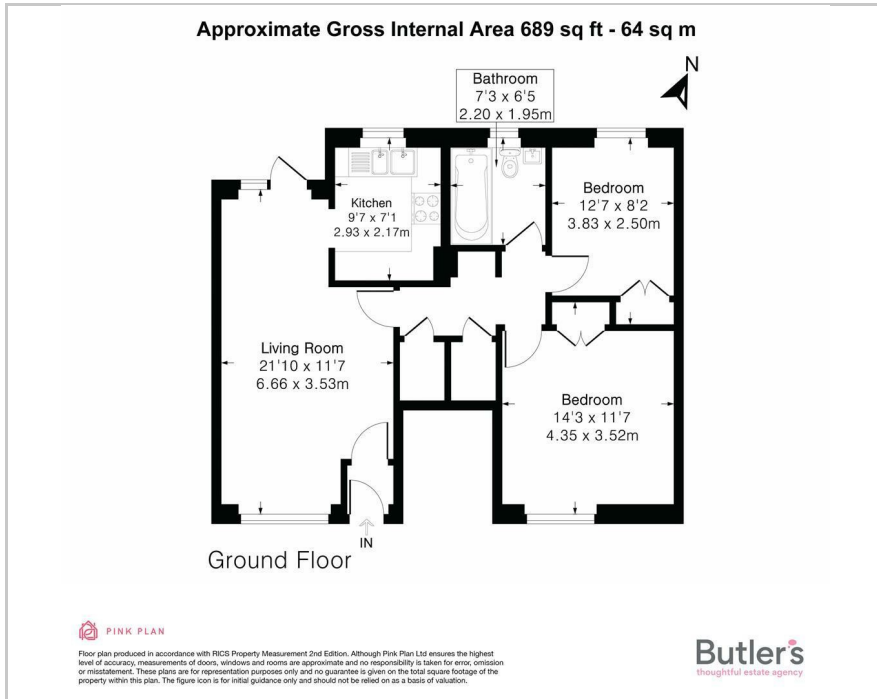 Approximate Gross Internal Area 689 sq ft - 64 sq m
N
Bathroom
7'3 x 6'5
2.20 x 1.95m
Kitchen
9'7 x 7'1
2.93 x 2.17m
Bedroom
12'7 x 8'2
3.83 x 2.50m
Living Room
21'10 x 11'7
6.66 x 3.53m
Bedroom
14'3 x 11'7
4.35 x 3.52m
IN
Ground Floor
PINK PLAN
Floor plan produced in accordance with RICS Property Measurement 2nd Edition. Although Pink Plan Ltd ensures the highest
level of accuracy, measurements of doors, windows and rooms are approximate and no responsibility is taken for error, omission
or misstatement. These plans are for representation purposes only and no guarantee is given on the total square footage of the
property within this plan. The figure icon is for initial guidance only and should not be relied on as a basis of valuation.
Butler's
thoughtful estate agency